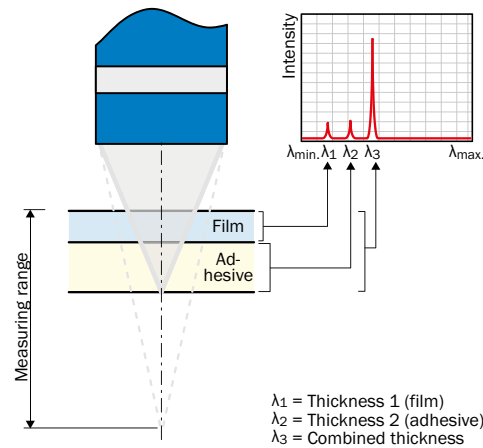 Intensity
λmin. λ1 λ2 λ3 λmax.
Film
Ad-
hesive
Measuring range
λ1 = Thickness 1 (film)
λ2 = Thickness 2 (adhesive)
λ3 = Combined thickness